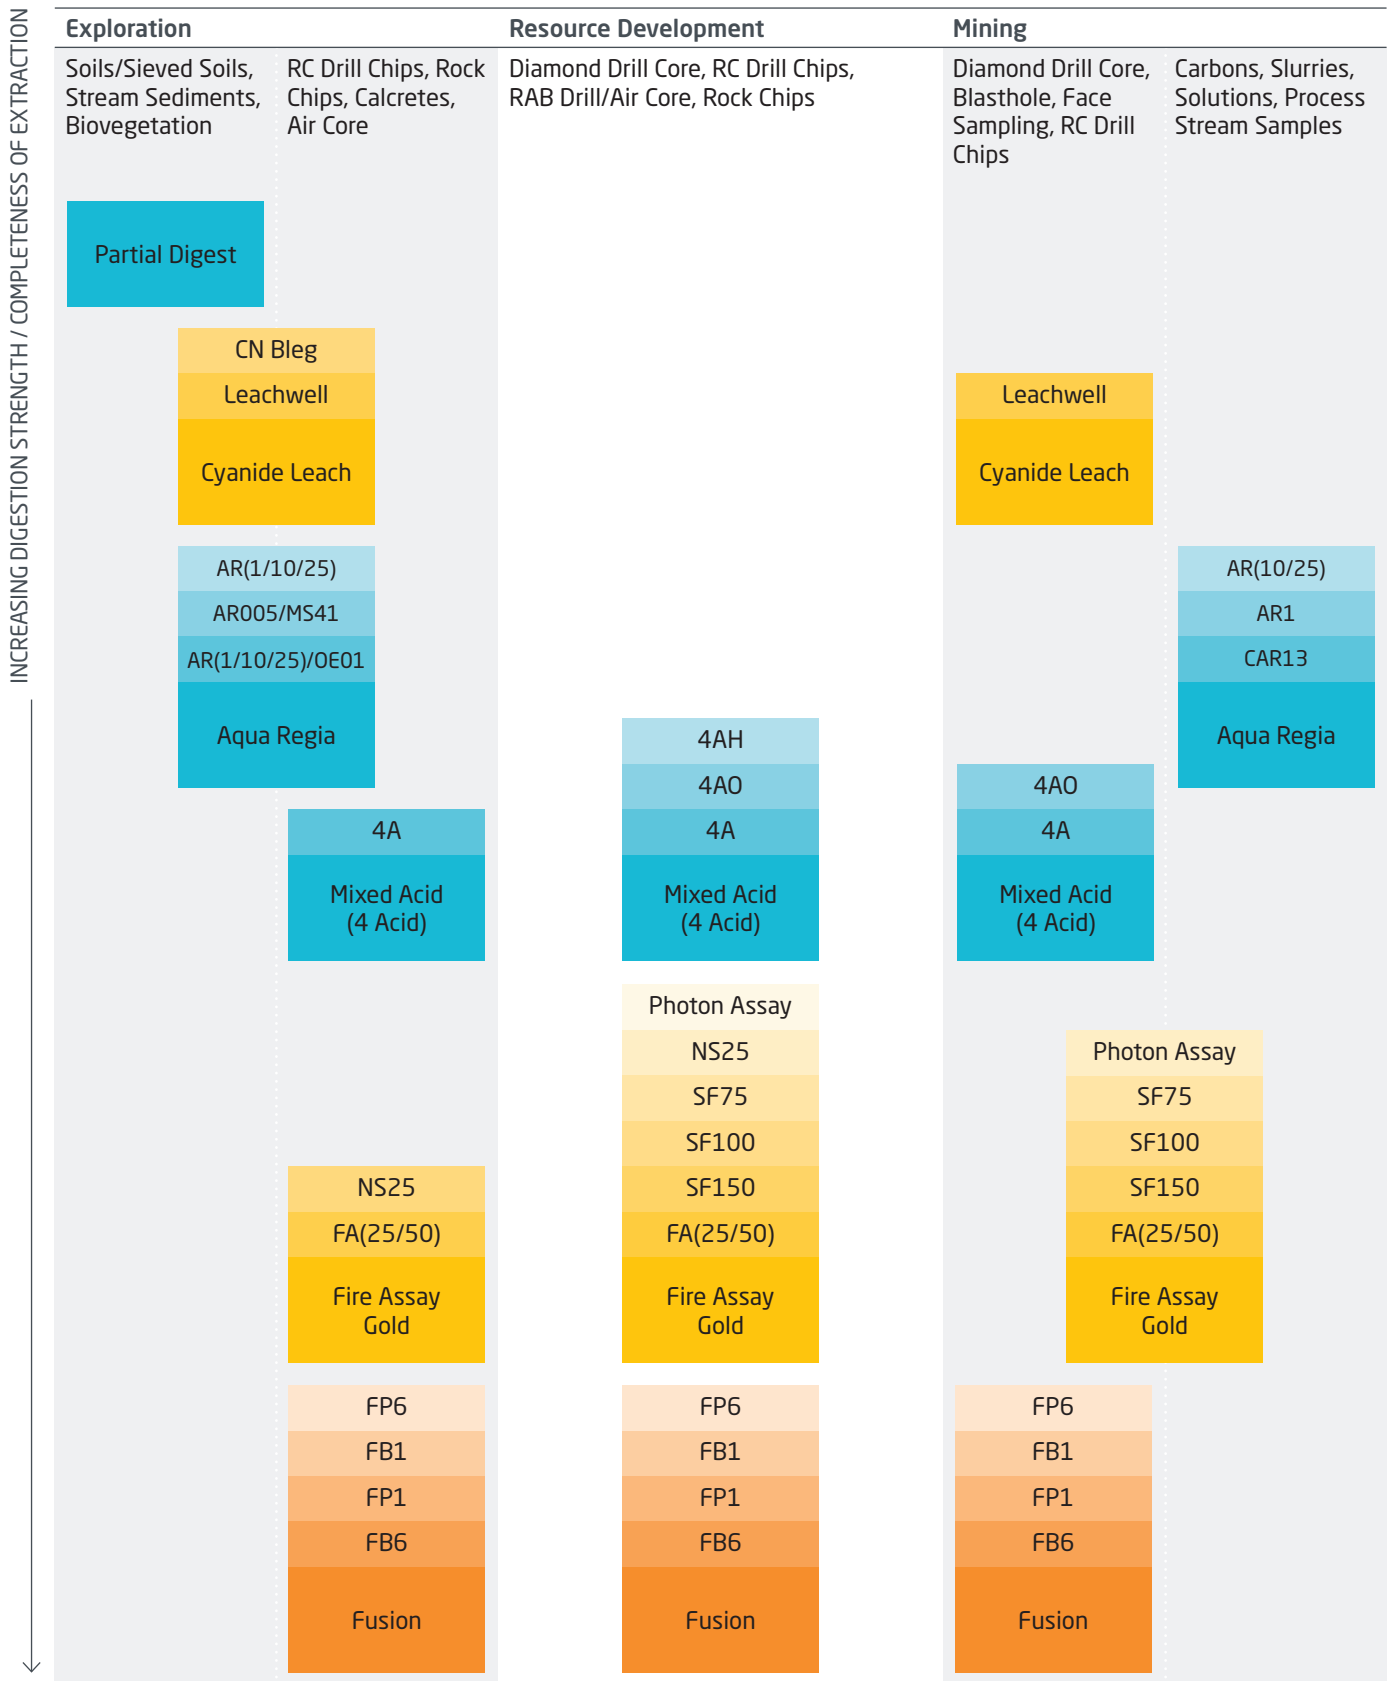 INCREASING DIGESTION STRENGTH / COMPLETENESS OF EXTRACTION
Exploration
Resource Development
Mining
Soils/Sieved Soils,
Stream Sediments,
Biovegetation
RC Drill Chips, Rock
Chips, Calcretes,
Air Core
Diamond Drill Core, RC Drill Chips,
RAB Drill/Air Core, Rock Chips
Diamond Drill Core,
Blasthole, Face
Sampling, RC Drill
Chips
Carbons, Slurries,
Solutions, Process
Stream Samples
Partial Digest
CN Bleg
Leachwell
Cyanide Leach
Leachwell
Cyanide Leach
AR(1/10/25)
AR005/MS41
AR(1/10/25)/OE01
Aqua Regia
AR(10/25)
AR1
CAR13
Aqua Regia
4A
Mixed Acid
(4 Acid)
4AH
4AO
4A
Mixed Acid
(4 Acid)
4AO
4A
Mixed Acid
(4 Acid)
NS25
FA(25/50)
Fire Assay
Gold
Photon Assay
NS25
SF75
SF100
SF150
FA(25/50)
Fire Assay
Gold
Photon Assay
SF75
SF100
SF150
FA(25/50)
Fire Assay
Gold
FP6
FB1
FP1
FB6
Fusion
FP6
FB1
FP1
FB6
Fusion
FP6
FB1
FP1
FB6
Fusion